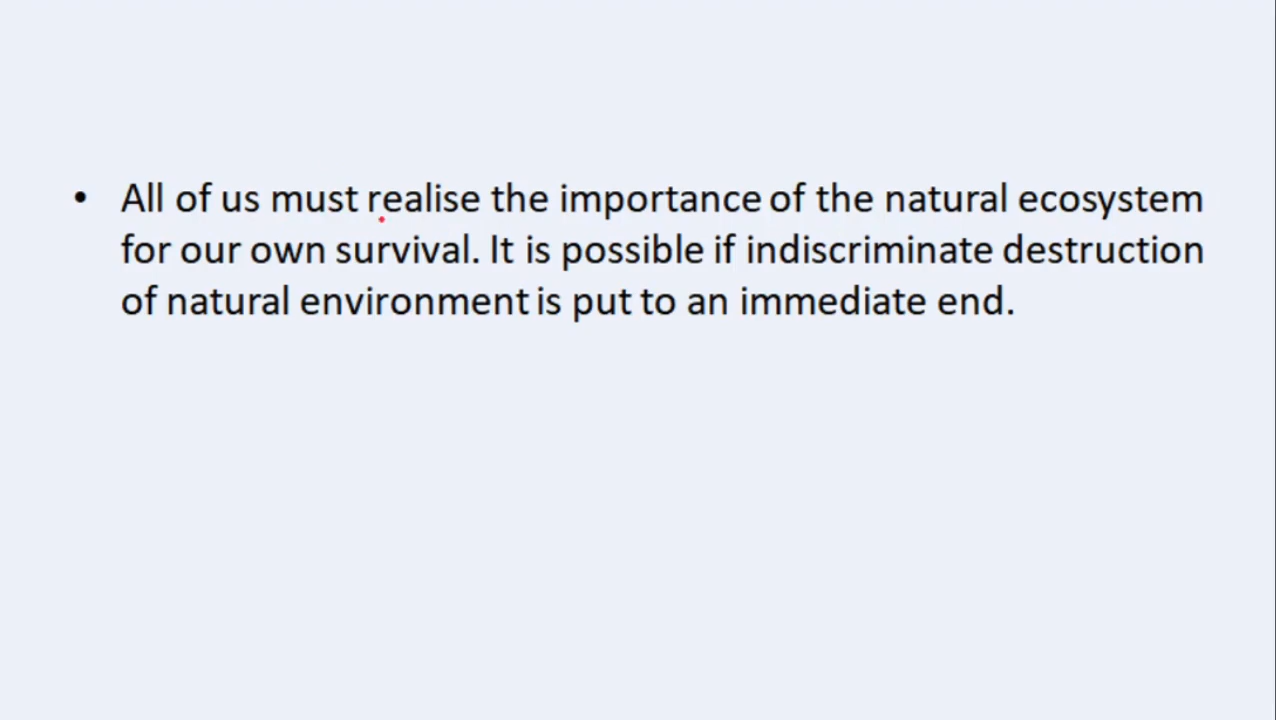 • All of us must realise the importance of the natural ecosystem
for our own survival. It is possible if indiscriminate destruction
of natural environment is put to an immediate end.